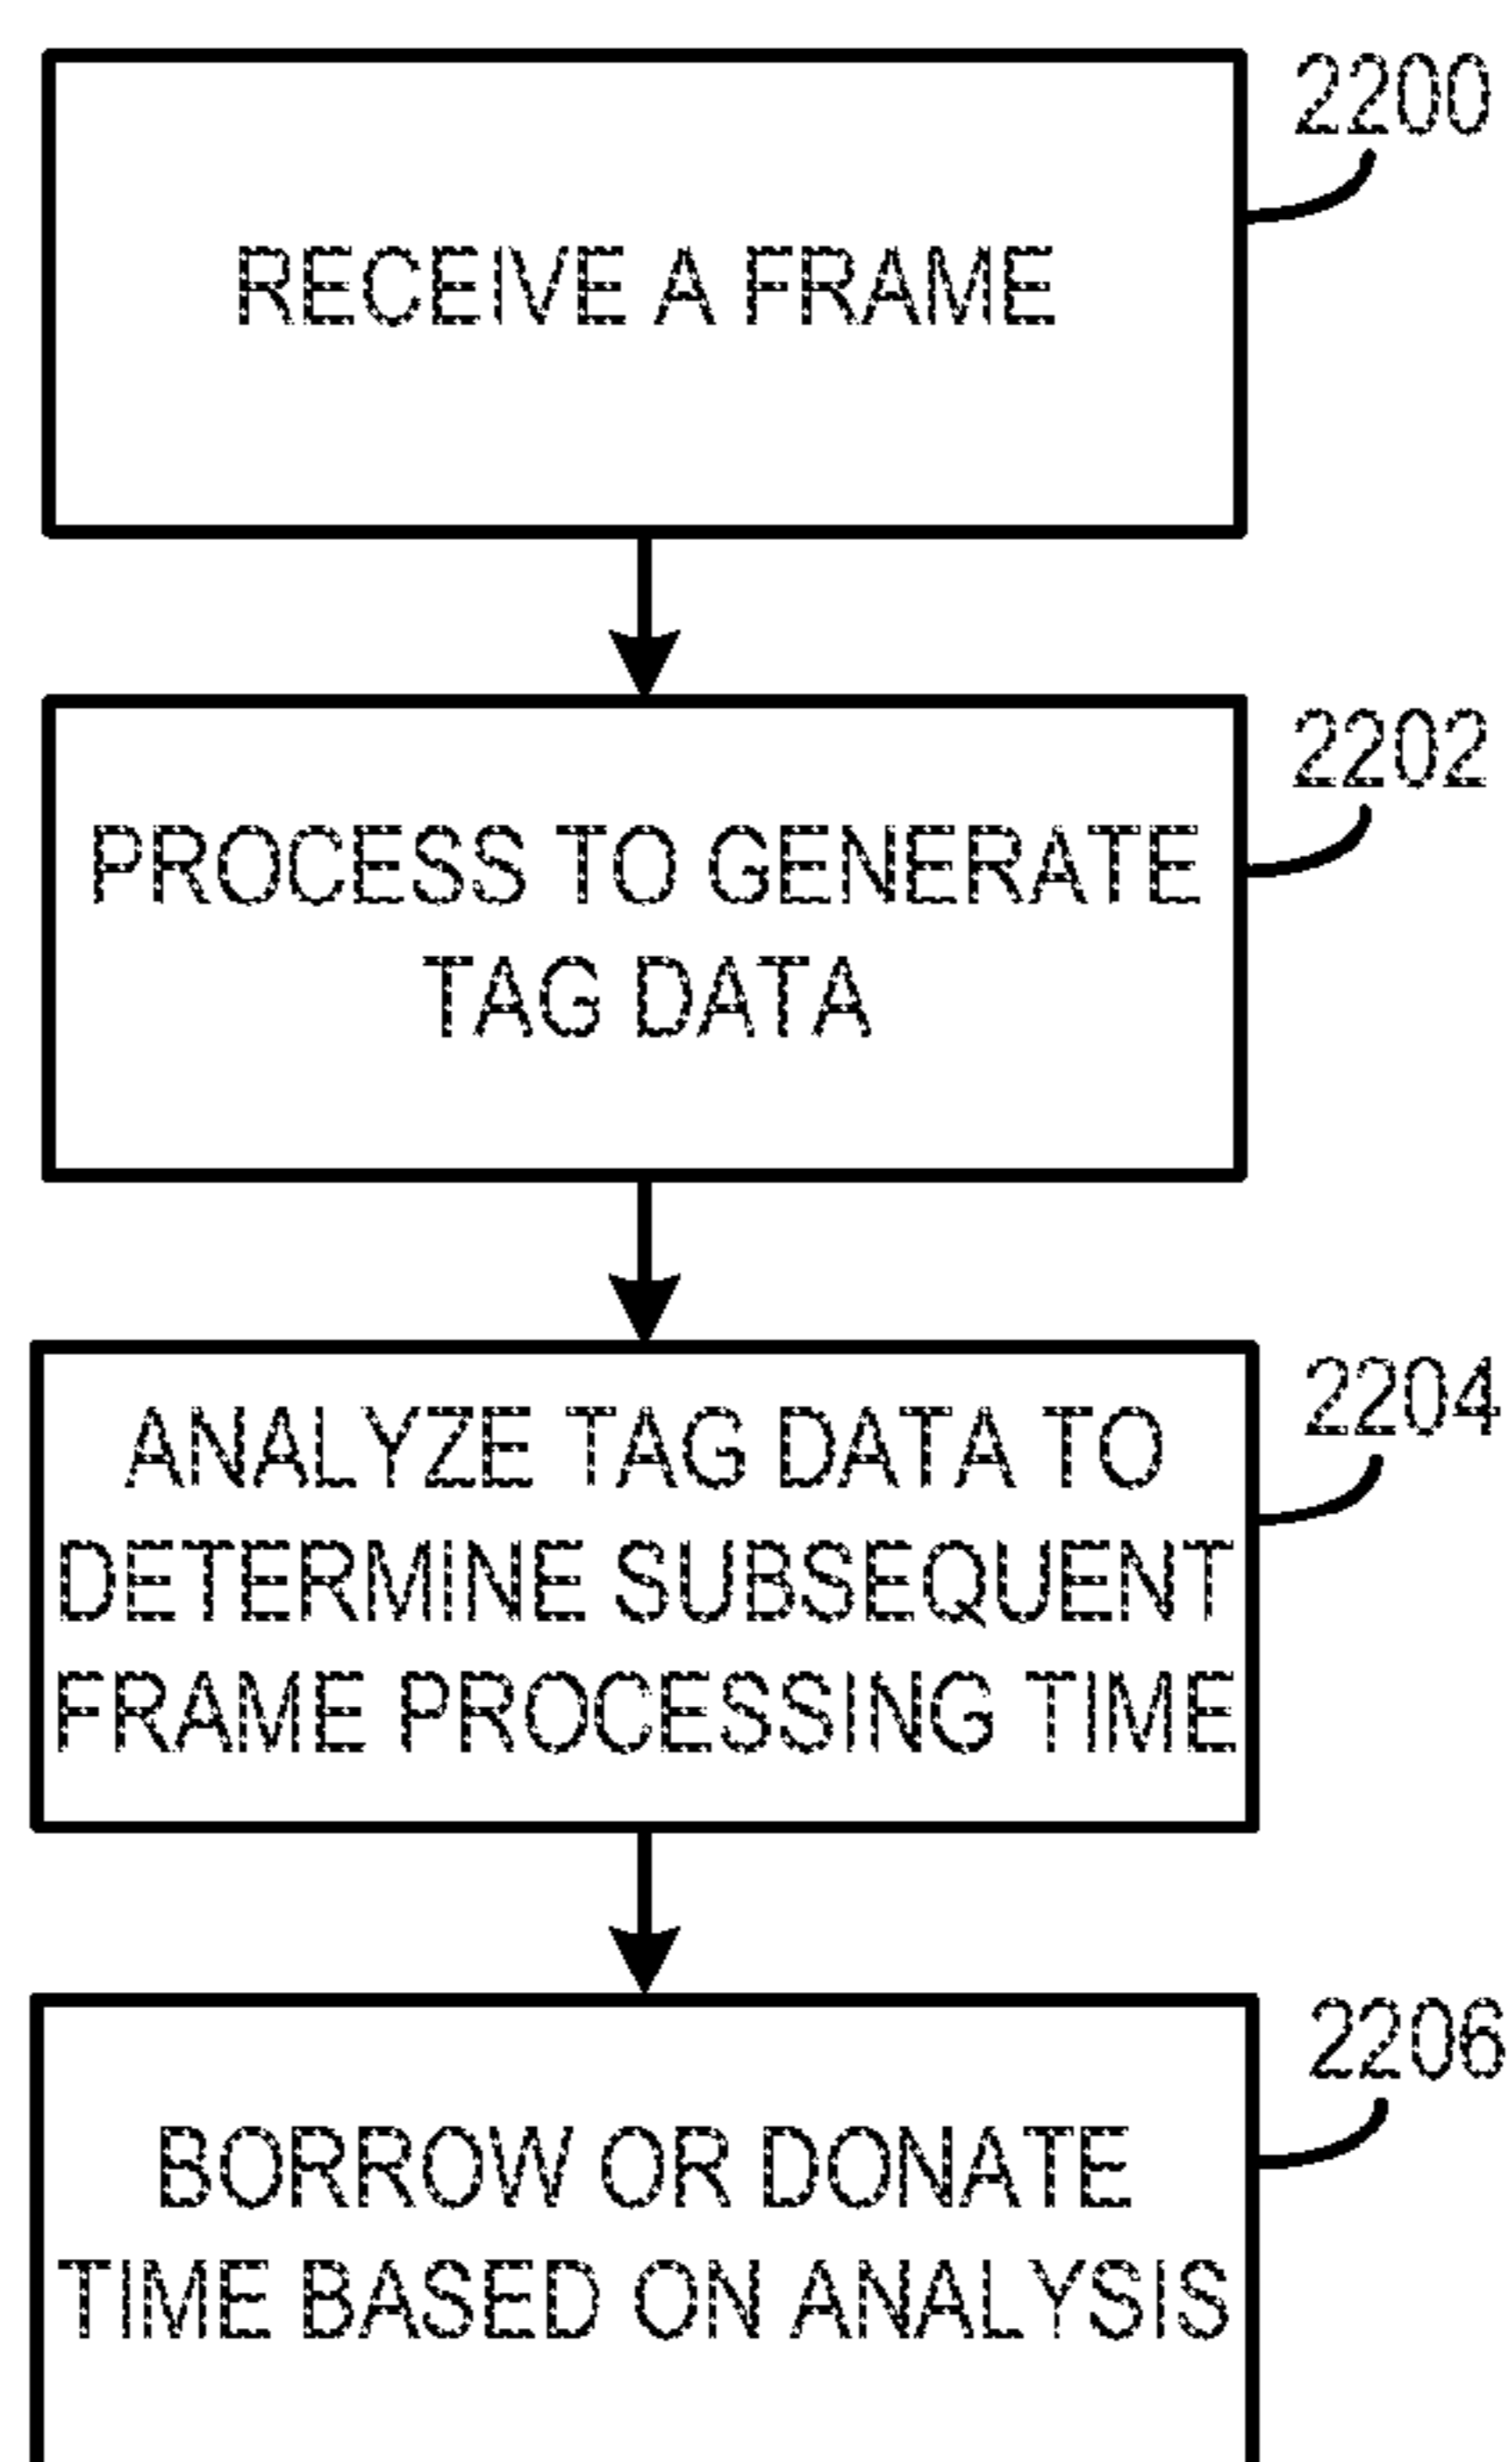 2200
RECEIVE A FRAME
2202
PROCESS TO GENERATE
TAG DATA
2204
ANALYZE TAG DATA TO
DETERMINE SUBSEQUENT
FRAME PROCESSING TIME
2206
BORROW OR DONATE
TIME BASED ON ANALYSIS